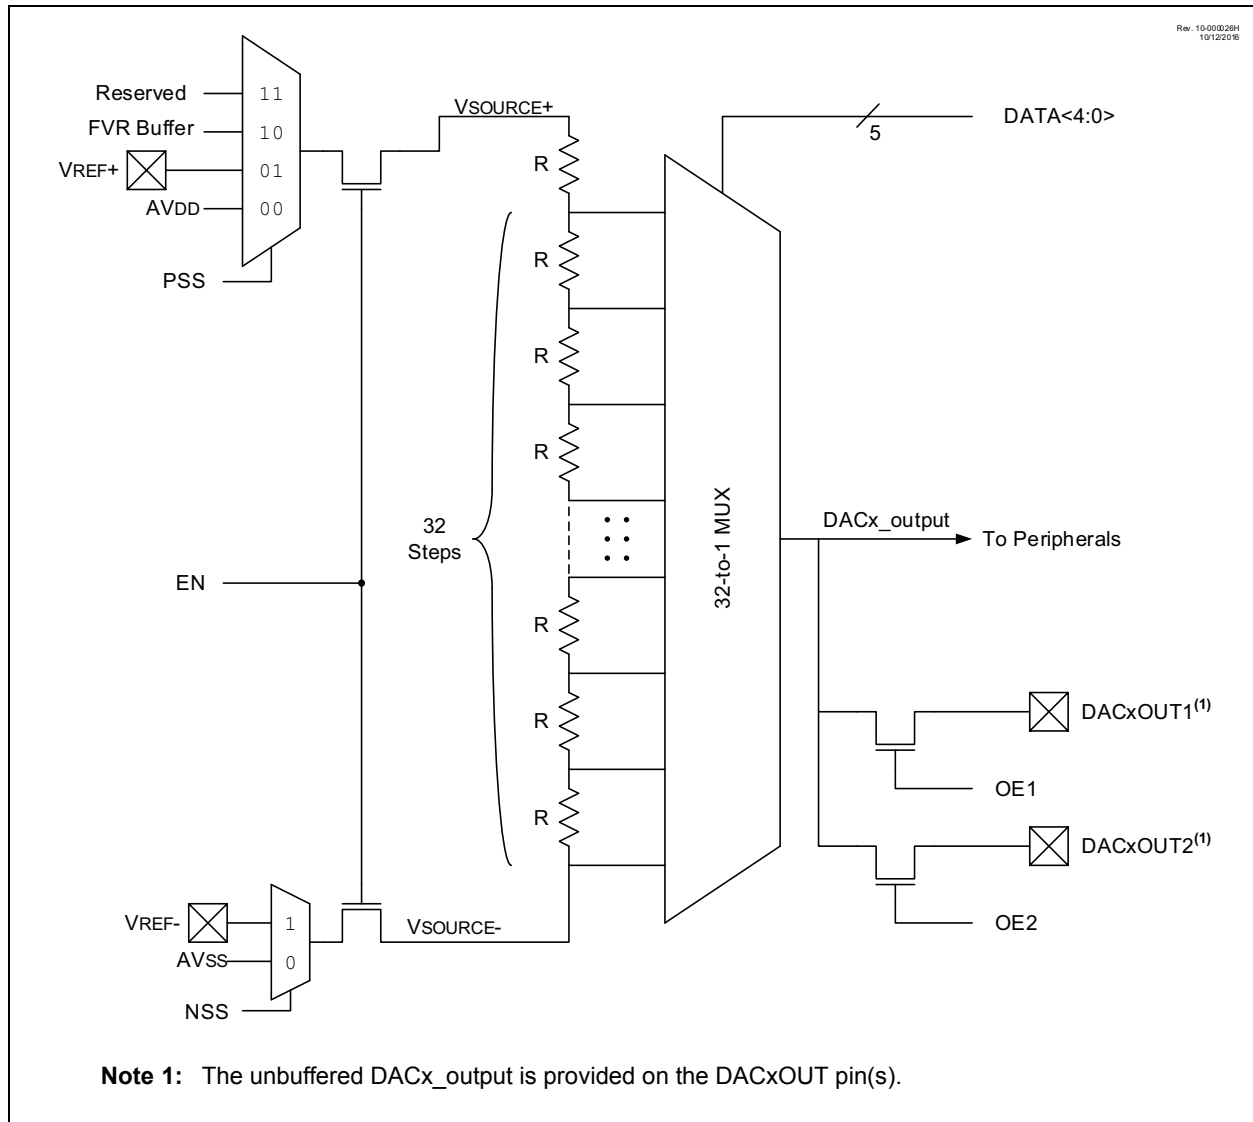 Rev. 10-000026H
10/12/2016
Reserved
11
FVR Buffer
10
VREF+
01
AVDD
00
PSS
VSOURCE+
R
R
R
R
R
R
R
32
Steps
EN
VREF-
1
AVSS
0
NSS
VSOURCE-
32-to-1 MUX
5
DATA<4:0>
DACx_output
To Peripherals
DACxOUT1(1)
OE1
DACxOUT2(1)
OE2
Note 1: The unbuffered DACx_output is provided on the DACxOUT pin(s).